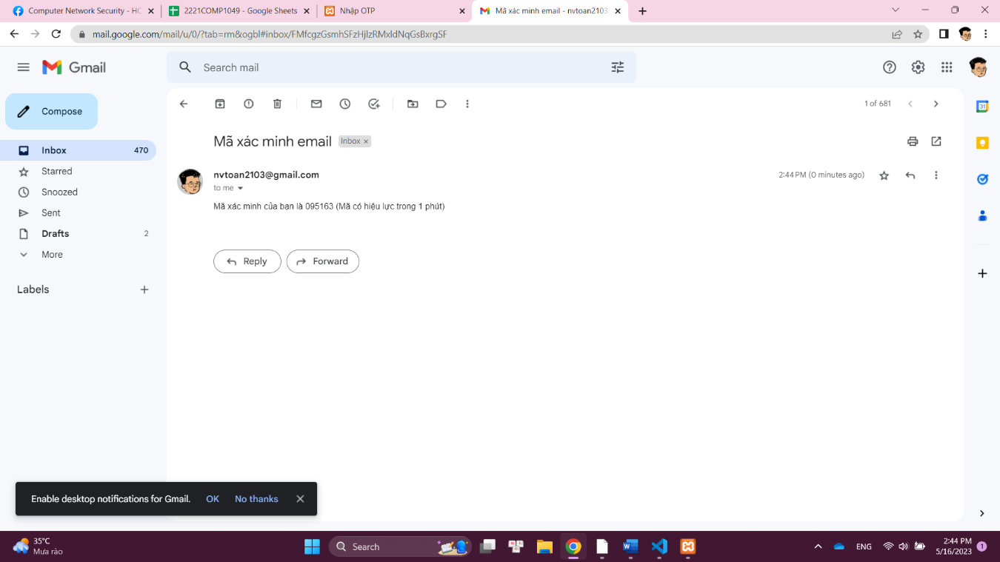 Computer Network Security - HC
2221COMP1049 - Google Sheets
Nhập OTP
Mã xác minh email - nvtoan2103
mail.google.com/mail/u/0/?tab=rm&ogbl#inbox/FMfcgzGsmhSFzHjlzRMxldNqGsBxrgSF
Gmail
Search mail
Compose
1 of 681
31
Mã xác minh email
Inbox ×
Inbox 470
Starred
Snoozed
Sent
Drafts 2
More
Labels
nvtoan2103@gmail.com
2:44 PM (0 minutes ago)
to me
Mã xác minh của bạn là 095163 (Mã có hiệu lực trong 1 phút)
Reply
Forward
Enable desktop notifications for Gmail. OK No thanks
35°C
Mưa rào
Search
ENG
2:44 PM
5/16/2023
1